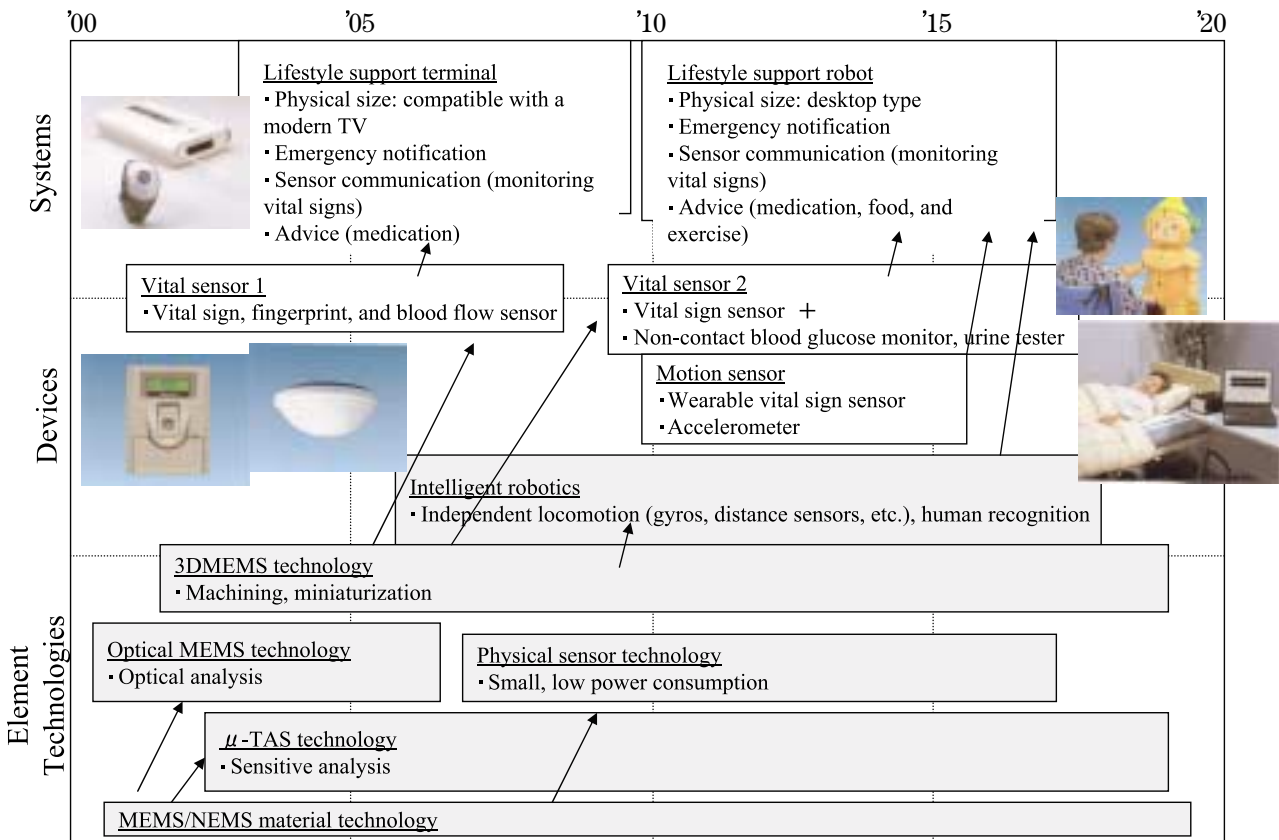 '00 '05 '10 '15 '20
Systems
Lifestyle support terminal
▪ Physical size: compatible with a
modern TV
▪ Emergency notification
▪ Sensor communication (monitoring
vital signs)
▪ Advice (medication)
Lifestyle support robot
▪ Physical size: desktop type
▪ Emergency notification
▪ Sensor communication (monitoring
vital signs)
▪ Advice (medication, food, and
exercise)
Devices
Vital sensor 1
▪ Vital sign, fingerprint, and blood flow sensor
Vital sensor 2
▪ Vital sign sensor +
▪ Non-contact blood glucose monitor, urine tester
Motion sensor
▪ Wearable vital sign sensor
▪ Accelerometer
Intelligent robotics
▪ Independent locomotion (gyros, distance sensors, etc.), human recognition
Element
Technologies
3DMEMS technology
▪ Machining, miniaturization
Optical MEMS technology
▪ Optical analysis
Physical sensor technology
▪ Small, low power consumption
μ-TAS technology
▪ Sensitive analysis
MEMS/NEMS material technology